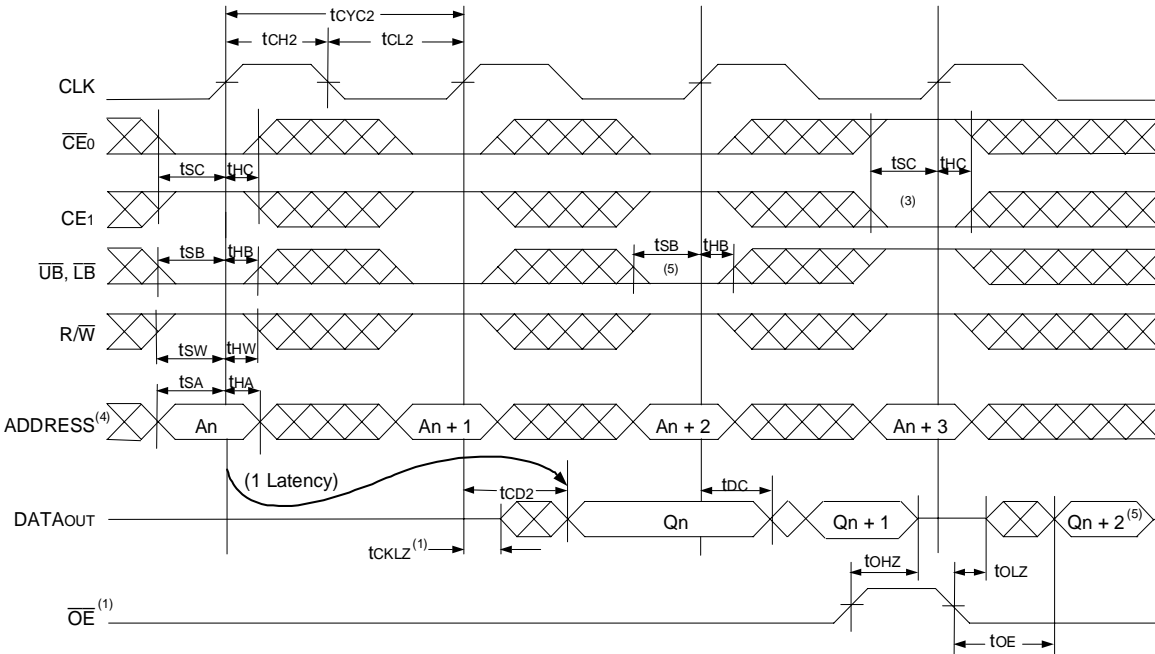 tCYC2
tCH2 tCL2
CLK
CE0
tSC tHC tSC tHC
(3)
CE1
tSB tHB tSB tHB
(5)
UB, LB
R/W
tSW tHW
tSA tHA
ADDRESS(4) An An + 1 An + 2 An + 3
(1 Latency)
tCD2 tDC
DATAOUT Qn Qn + 1 Qn + 2(5)
tCKLZ(1)
tOHZ tOLZ
OE(1)
tOE